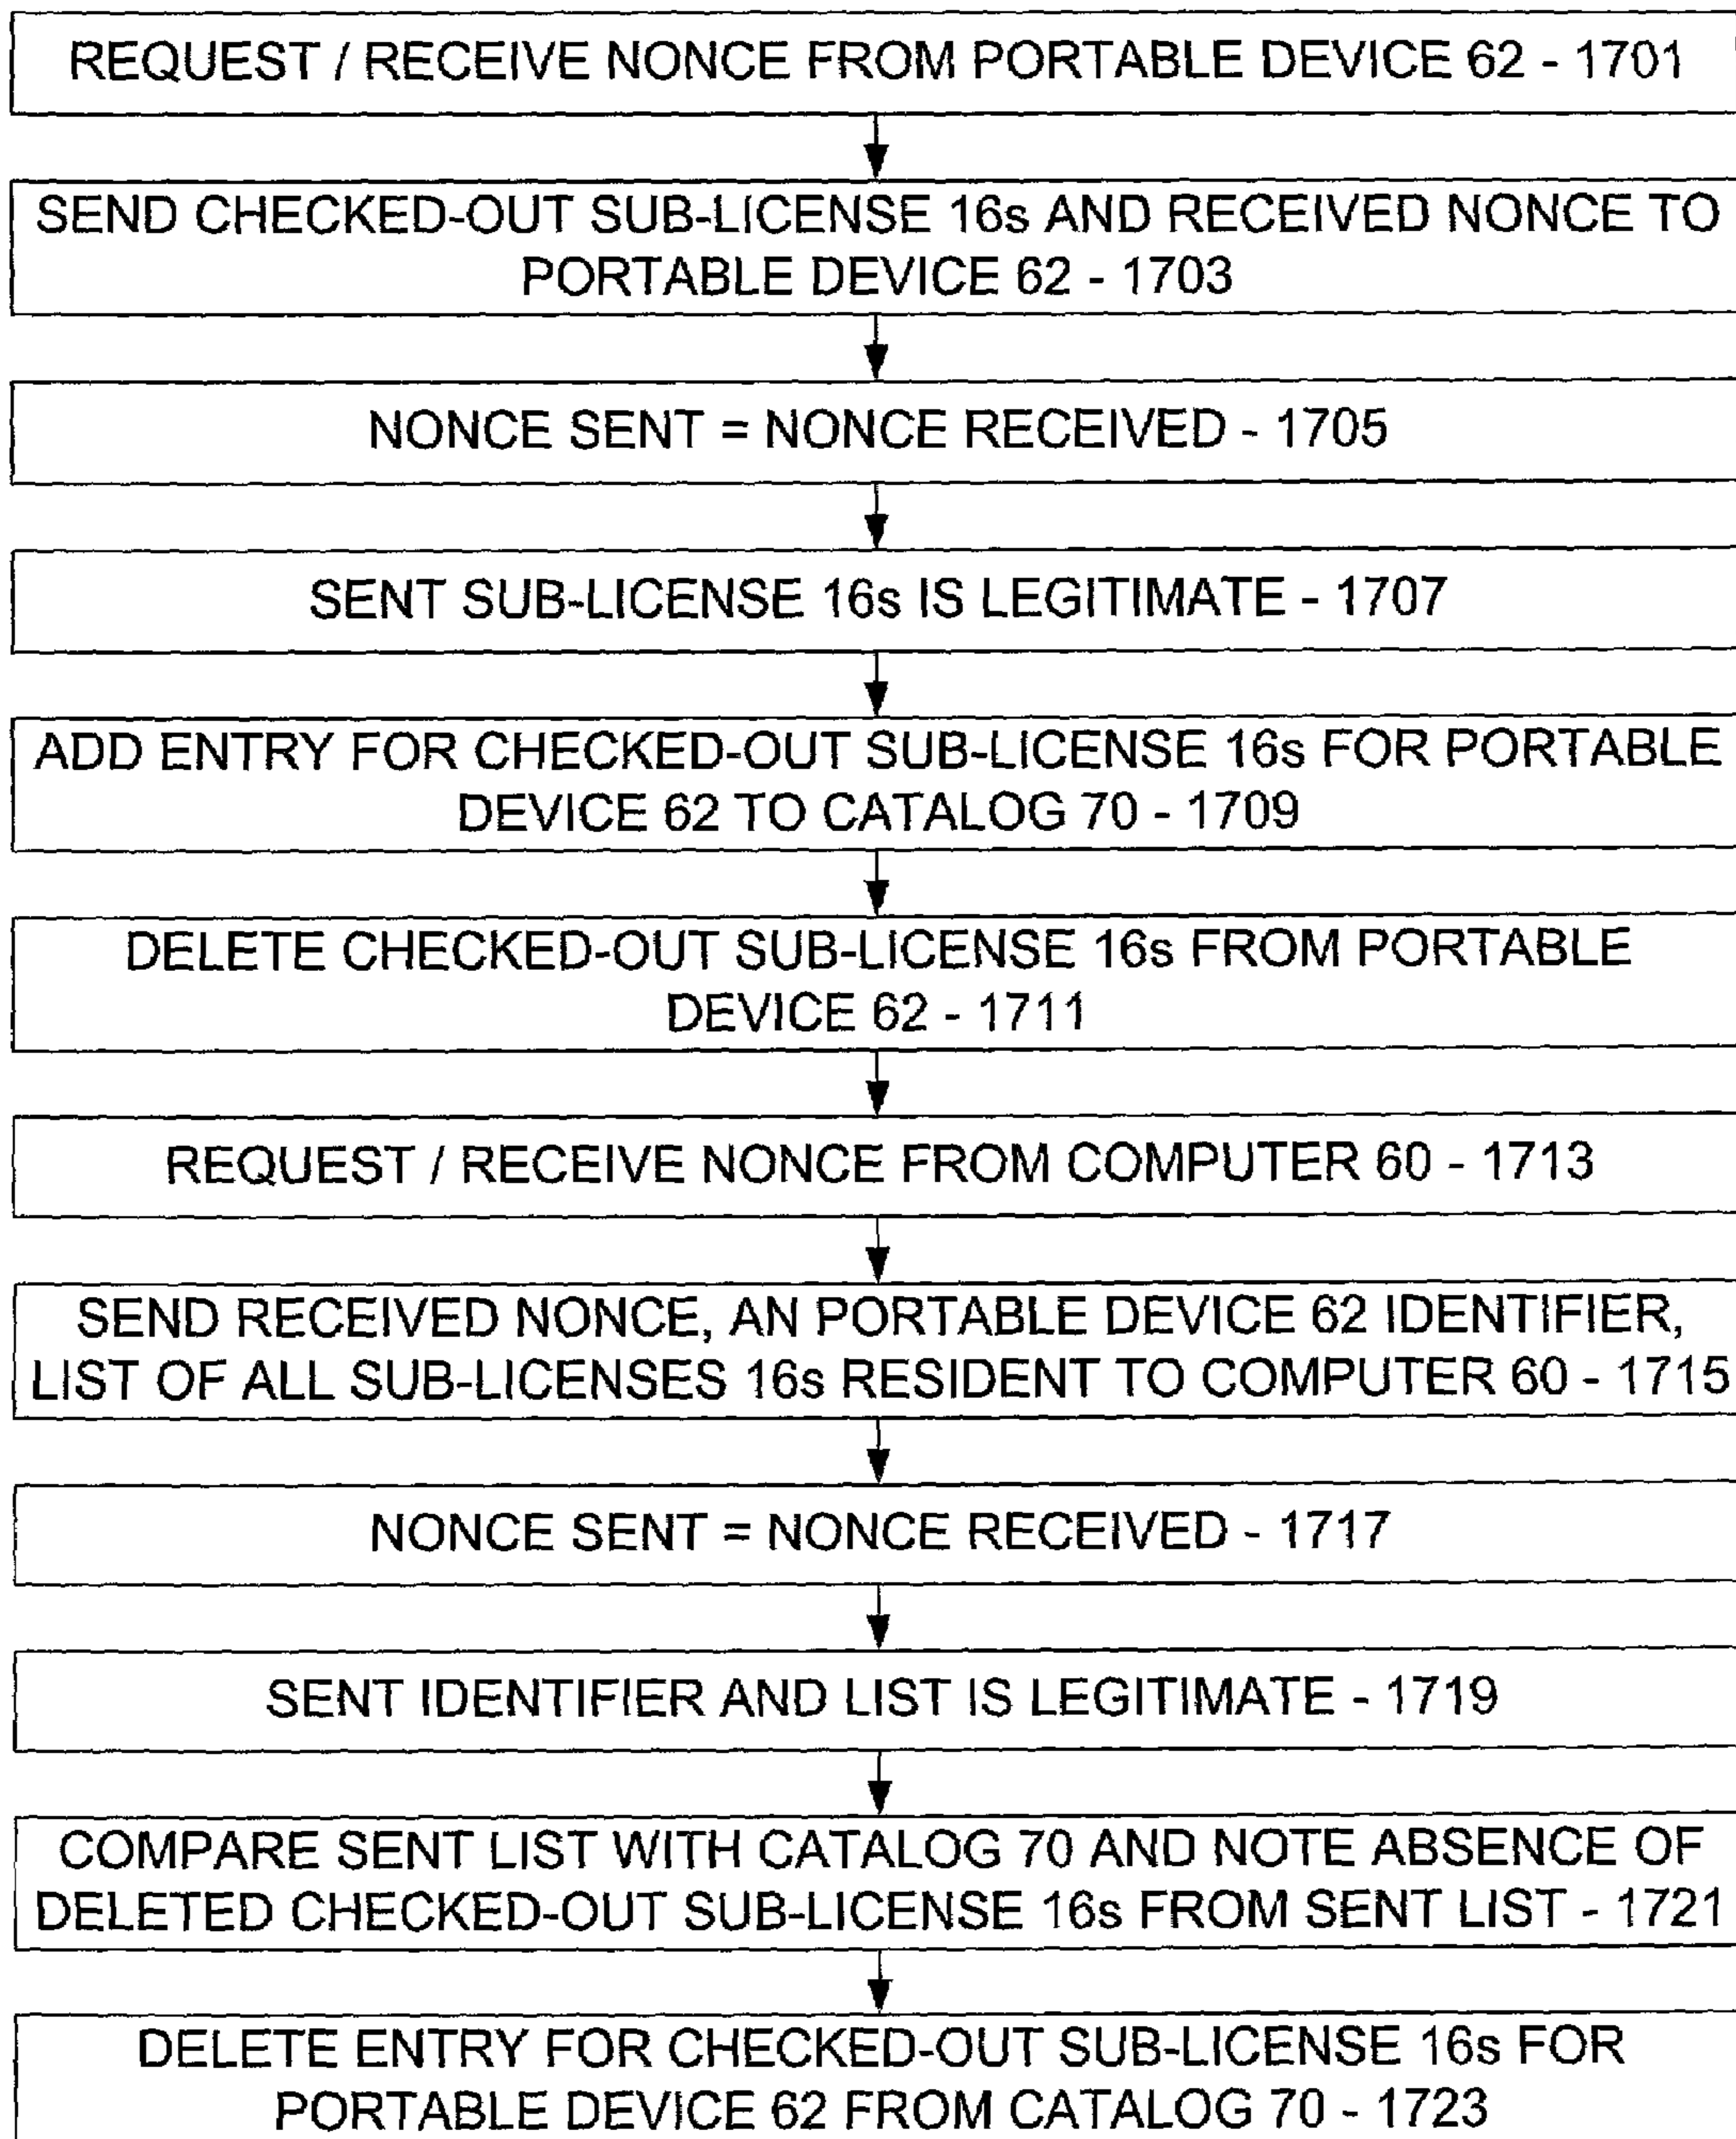 REQUEST / RECEIVE NONCE FROM PORTABLE DEVICE 62 - 1701
SEND CHECKED-OUT SUB-LICENSE 16s AND RECEIVED NONCE TO
PORTABLE DEVICE 62 - 1703
NONCE SENT = NONCE RECEIVED - 1705
SENT SUB-LICENSE 16s IS LEGITIMATE - 1707
ADD ENTRY FOR CHECKED-OUT SUB-LICENSE 16s FOR PORTABLE
DEVICE 62 TO CATALOG 70 - 1709
DELETE CHECKED-OUT SUB-LICENSE 16s FROM PORTABLE
DEVICE 62 - 1711
REQUEST / RECEIVE NONCE FROM COMPUTER 60 - 1713
SEND RECEIVED NONCE, AN PORTABLE DEVICE 62 IDENTIFIER,
LIST OF ALL SUB-LICENSES 16s RESIDENT TO COMPUTER 60 - 1715
NONCE SENT = NONCE RECEIVED - 1717
SENT IDENTIFIER AND LIST IS LEGITIMATE - 1719
COMPARE SENT LIST WITH CATALOG 70 AND NOTE ABSENCE OF
DELETED CHECKED-OUT SUB-LICENSE 16s FROM SENT LIST - 1721
DELETE ENTRY FOR CHECKED-OUT SUB-LICENSE 16s FOR
PORTABLE DEVICE 62 FROM CATALOG 70 - 1723